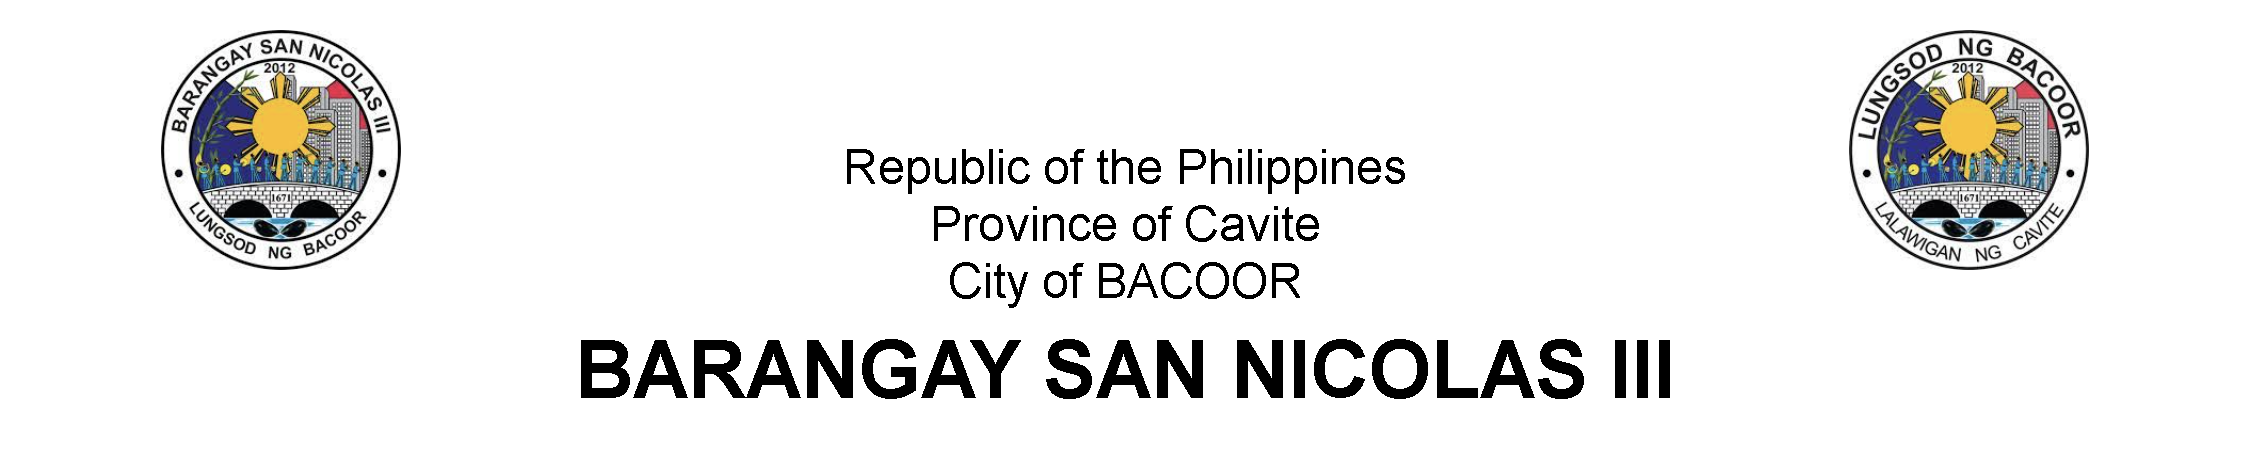 BARANGAY SAN NICOLAS III
2012
1671
LUNGSOD NG BACOOR
LUNGSOD NG BACOOR
2012
1671
LALAWIGAN NG CAVITE
Republic of the Philippines
Province of Cavite
City of BACOOR
BARANGAY SAN NICOLAS III